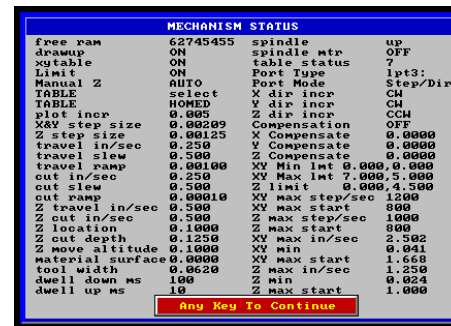 MECHANISM STATUS
free ram 62745455 spindle up
drawup ON spindle mtr OFF
xytable ON table status 7
Limit ON Port Type lpt3:
Manual Z AUTO Port Mode Step/Dir
TABLE select X dir incr CW
TABLE HOMED Y dir incr CW
plot incr 0.005 Z dir incr CCW
X&Y step size 0.00209 Compensation OFF
Z step size 0.00125 X Compensate 0.0000
travel in/sec 0.250 Y Compensate 0.0000
travel slew 0.500 Z Compensate 0.0000
travel ramp 0.00100 XY Min lmt 0.000,0.000
cut in/sec 0.250 XY Max lmt 7.000,5.000
cut slew 0.500 Z limit 0.000,4.500
cut ramp 0.00010 XY max step/sec 1200
Z travel in/sec 0.500 XY max start 800
Z cut in/sec 0.500 Z max step/sec 1000
Z location 0.1000 Z max start 800
Z cut depth 0.1250 XY max in/sec 2.502
Z move altitude 0.1000 XY min 0.041
material surface 0.0000 XY max start 1.668
tool width 0.0620 Z max in/sec 1.250
dwell down ms 100 Z min 0.024
dwell up ms 10 Z max start 1.000
Any Key To Continue